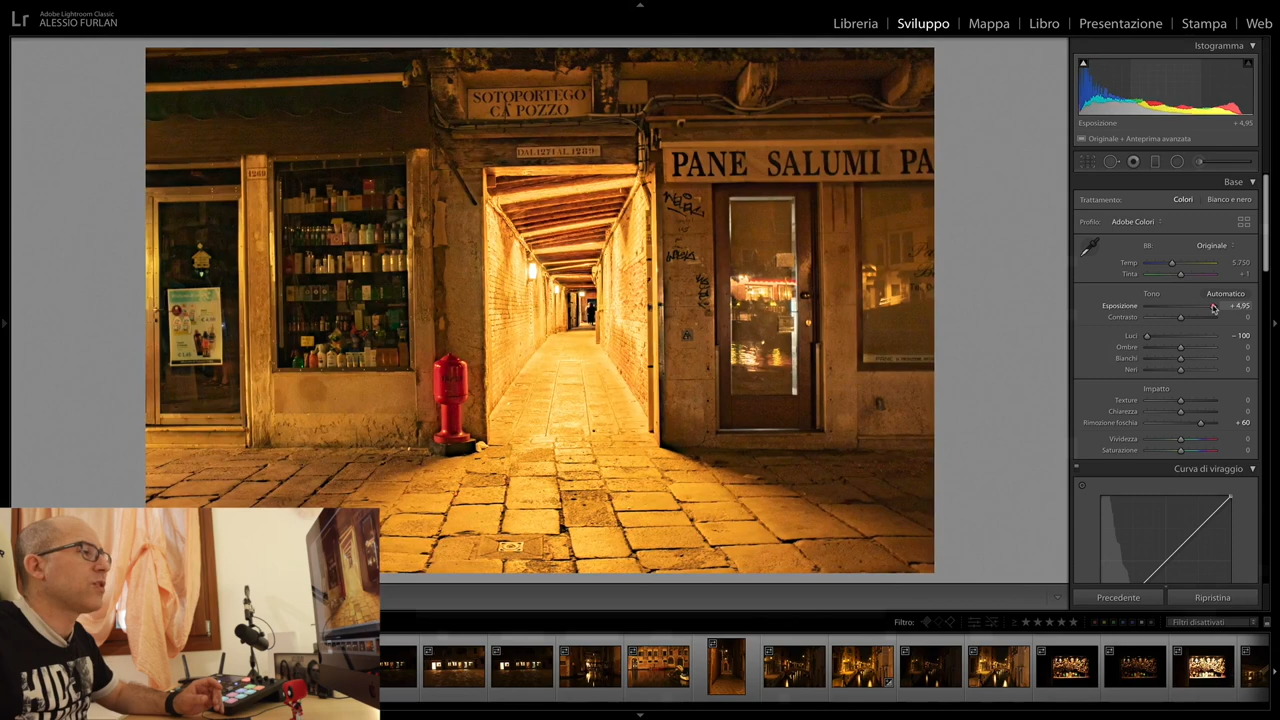 Lr
Adobe Lightroom Classic
ALESSIO FURLAN
Libreria | Sviluppo | Mappa | Libro | Presentazione | Stampa | Web
Istogramma
Esposizione: + 4,95
Originale + Anteprima avanzata
Base
Trattamento: Colori Bianco e nero
Profilo: Adobe Colori
BB: Originale
Temp 5.750
Tinta + 1
Tono Automatico
Esposizione + 4,95
Contrasto 0
Luci − 100
Ombre 0
Bianchi 0
Neri 0
Impatto
Texture 0
Chiarezza 0
Rimozione foschia + 60
Vividezza 0
Saturazione 0
Curva di viraggio
Precedente Ripristina
Filtro: Filtri disattivati
SOTOPORTEGO
CA POZZO
DAL 1271 AL 1289
1269
PANE SALUMI PA